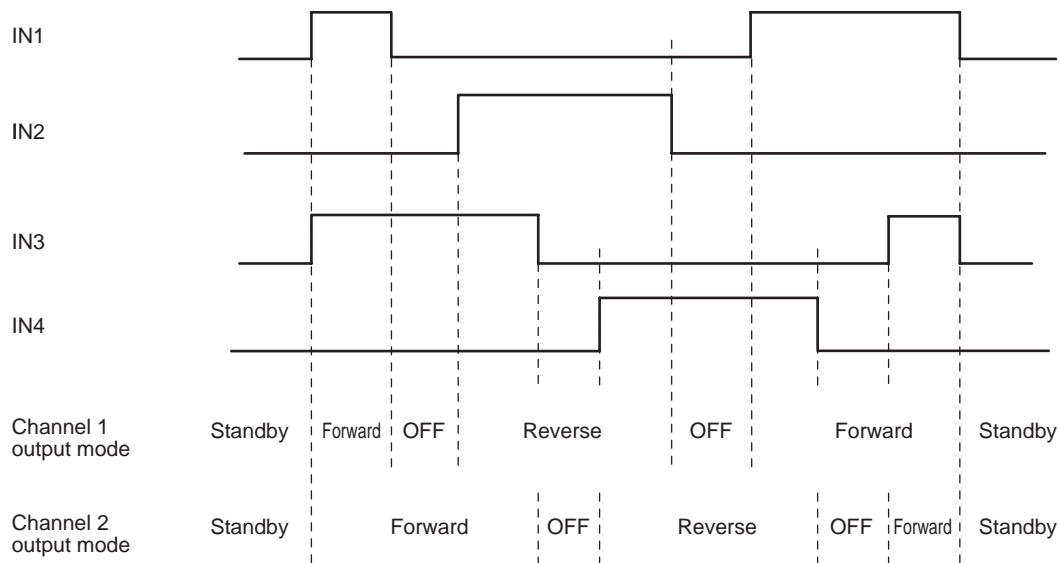 IN1
IN2
IN3
IN4
Channel 1
output mode
Standby Forward OFF Reverse OFF Forward Standby
Channel 2
output mode
Standby Forward OFF Reverse OFF Forward Standby